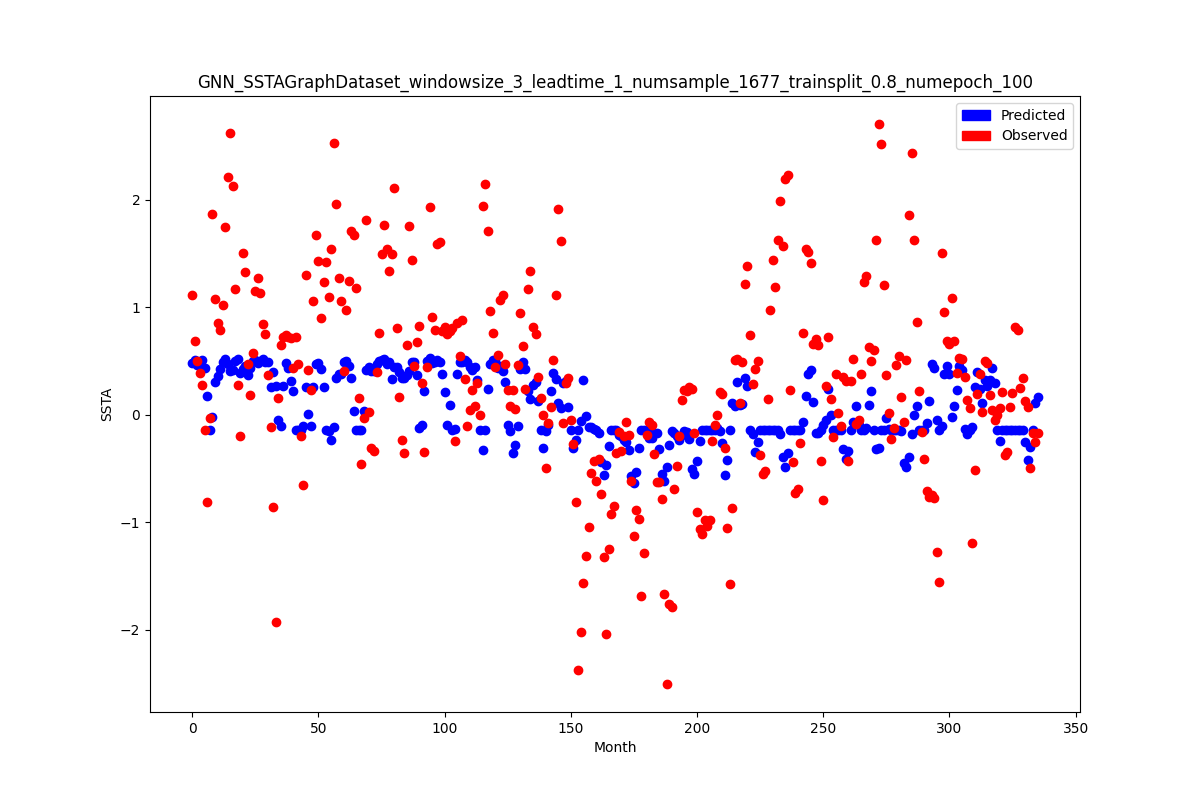 GNN_SSTAGraphDataset_windowsize_3_leadtime_1_numsample_1677_trainsplit_0.8_numepoch_100
Predicted
Observed
2
1
0
−1
−2
SSTA
0 50 100 150 200 250 300 350
Month